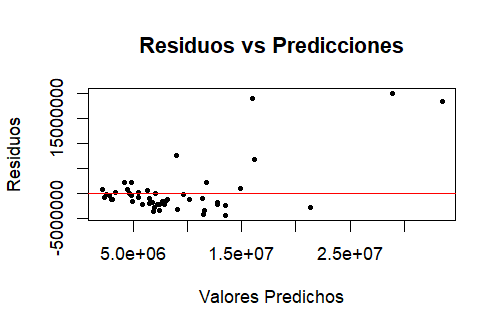 Residuos vs Predicciones
Residuos
15000000
-5000000
5.0e+06 1.5e+07 2.5e+07
Valores Predichos